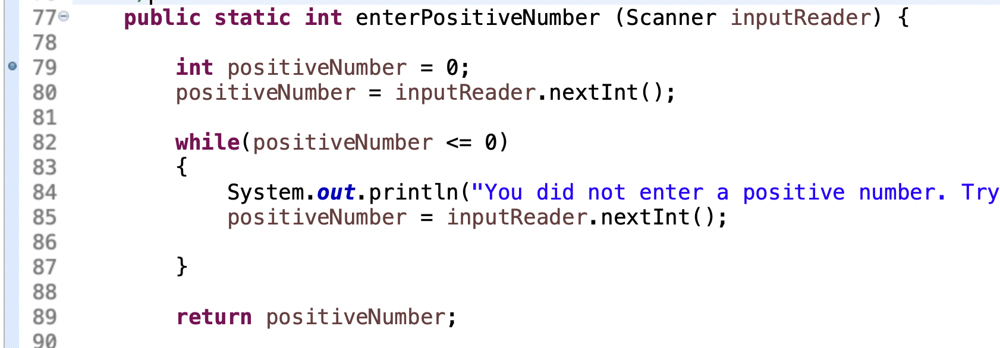 77 public static int enterPositiveNumber (Scanner inputReader) {
78
79 int positiveNumber = 0;
80 positiveNumber = inputReader.nextInt();
81
82 while(positiveNumber <= 0)
83 {
84 System.out.println("You did not enter a positive number. Try
85 positiveNumber = inputReader.nextInt();
86
87 }
88
89 return positiveNumber;
90